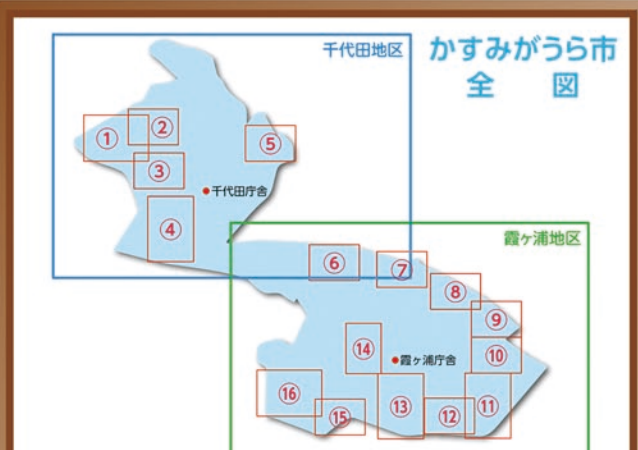 かすみがうら市
全 図
千代田地区
①
②
③
④
⑤
千代田庁舎
霞ヶ浦地区
⑥
⑦
⑧
⑨
⑩
⑭
霞ヶ浦庁舎
⑯
⑮
⑬
⑫
⑪